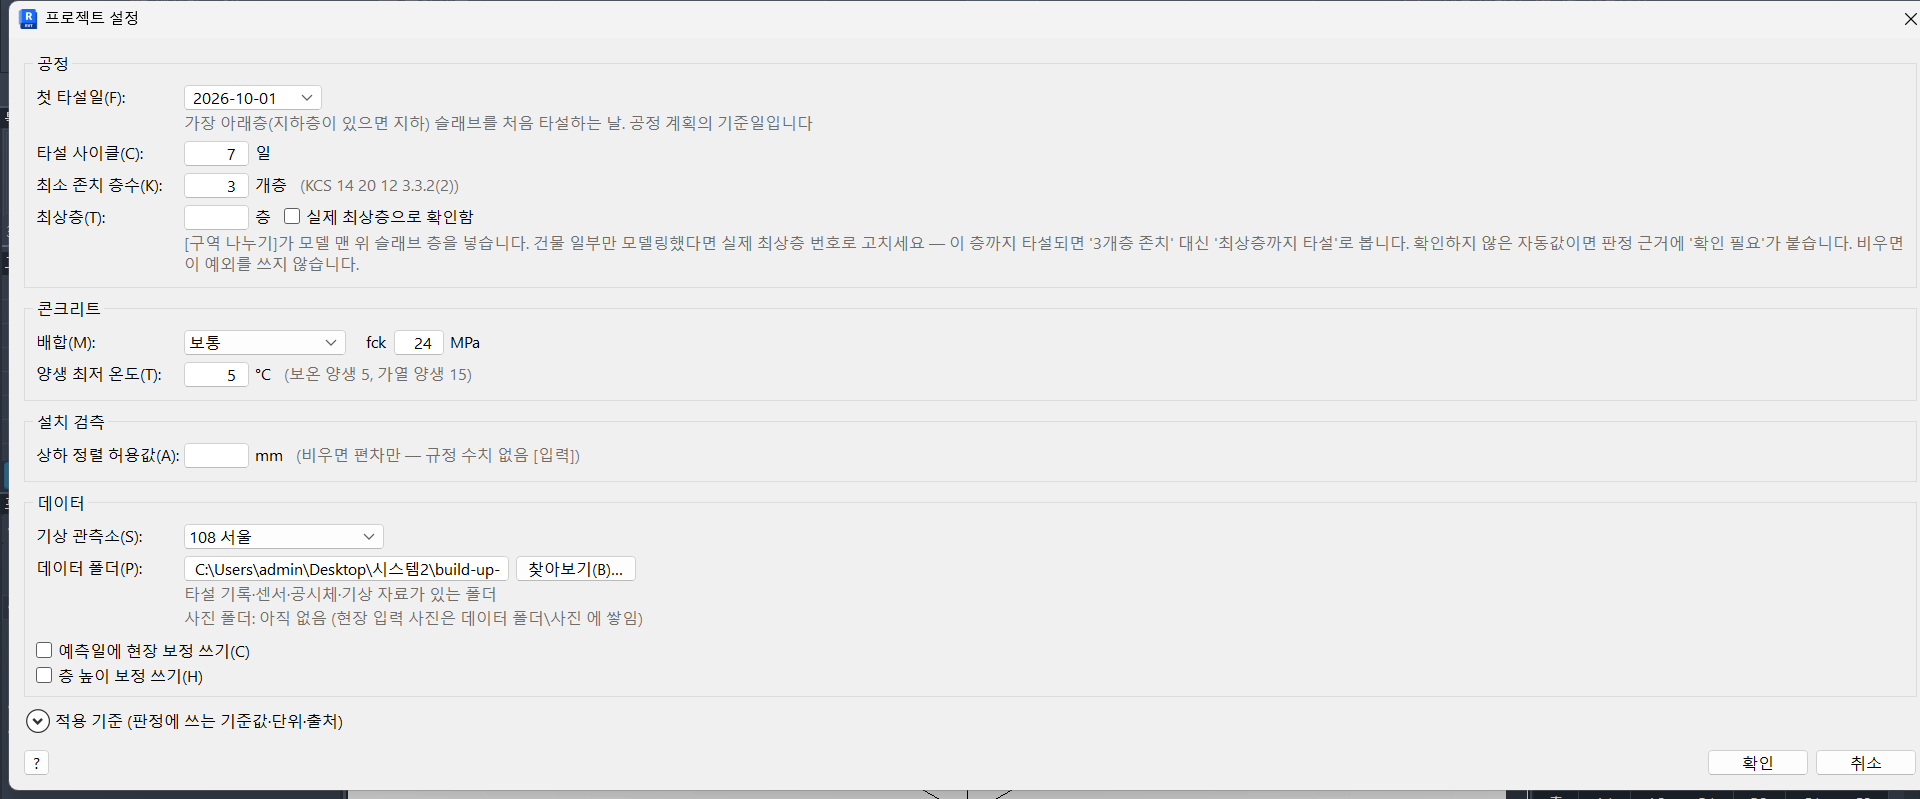 프로젝트 설정
공정
첫 타설일(F): 2026-10-01
가장 아래층(지하층이 있으면 지하) 슬래브를 처음 타설하는 날. 공정 계획의 기준일입니다
타설 사이클(C): 7 일
최소 존치 층수(K): 3 개층 (KCS 14 20 12 3.3.2(2))
최상층(T): 층 실제 최상층으로 확인함
[구역 나누기]가 모델 맨 위 슬래브 층을 넣습니다. 건물 일부만 모델링했다면 실제 최상층 번호로 고치세요 — 이 층까지 타설되면 '3개층 존치' 대신 '최상층까지 타설'로 봅니다. 확인하지 않은 자동값이면 판정 근거에 '확인 필요'가 붙습니다. 비우면
이 예외를 쓰지 않습니다.
콘크리트
배합(M): 보통 fck 24 MPa
양생 최저 온도(T): 5 °C (보온 양생 5, 가열 양생 15)
설치 검측
상하 정렬 허용값(A): mm (비우면 편차만 — 규정 수치 없음 [입력])
데이터
기상 관측소(S): 108 서울
데이터 폴더(P): C:\Users\admin\Desktop\시스템2\build-up- 찾아보기(B)...
타설 기록·센서·공시체·기상 자료가 있는 폴더
사진 폴더: 아직 없음 (현장 입력 사진은 데이터 폴더\사진 에 쌓임)
예측일에 현장 보정 쓰기(C)
층 높이 보정 쓰기(H)
적용 기준 (판정에 쓰는 기준값·단위·출처)
? 확인 취소